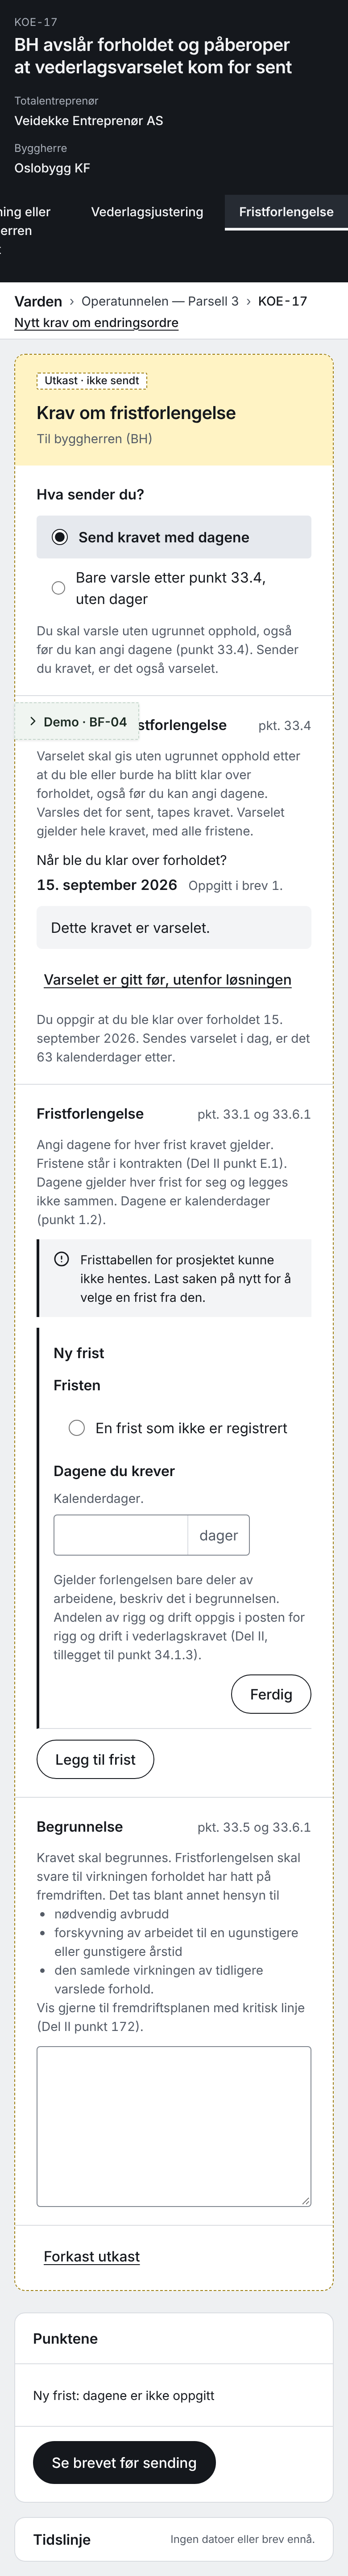 KOE-17
BH avslår forholdet og påberoper
at vederlagsvarselet kom for sent
Totalentreprenør
Veidekke Entreprenør AS
Byggherre
Oslobygg KF
ning eller
erren
Vederlagsjustering
Fristforlengelse
Varden › Operatunnelen — Parsell 3 › KOE-17
Nytt krav om endringsordre
Utkast · ikke sendt
Krav om fristforlengelse
Til byggherren (BH)
Hva sender du?
Send kravet med dagene
Bare varsle etter punkt 33.4,
uten dager
Du skal varsle uten ugrunnet opphold, også
før du kan angi dagene (punkt 33.4). Sender
du kravet, er det også varselet.
Demo · BF-04
stforlengelse
pkt. 33.4
Varselet skal gis uten ugrunnet opphold etter
at du ble eller burde ha blitt klar over
forholdet, også før du kan angi dagene.
Varsles det for sent, tapes kravet. Varselet
gjelder hele kravet, med alle fristene.
Når ble du klar over forholdet?
15. september 2026 Oppgitt i brev 1.
Dette kravet er varselet.
Varselet er gitt før, utenfor løsningen
Du oppgir at du ble klar over forholdet 15.
september 2026. Sendes varselet i dag, er det
63 kalenderdager etter.
Fristforlengelse
pkt. 33.1 og 33.6.1
Angi dagene for hver frist kravet gjelder.
Fristene står i kontrakten (Del II punkt E.1).
Dagene gjelder hver frist for seg og legges
ikke sammen. Dagene er kalenderdager
(punkt 1.2).
Fristtabellen for prosjektet kunne
ikke hentes. Last saken på nytt for å
velge en frist fra den.
Ny frist
Fristen
En frist som ikke er registrert
Dagene du krever
Kalenderdager.
dager
Gjelder forlengelsen bare deler av
arbeidene, beskriv det i begrunnelsen.
Andelen av rigg og drift oppgis i posten for
rigg og drift i vederlagskravet (Del II,
tillegget til punkt 34.1.3).
Ferdig
Legg til frist
Begrunnelse
pkt. 33.5 og 33.6.1
Kravet skal begrunnes. Fristforlengelsen skal
svare til virkningen forholdet har hatt på
fremdriften. Det tas blant annet hensyn til
• nødvendig avbrudd
• forskyvning av arbeidet til en ugunstigere
eller gunstigere årstid
• den samlede virkningen av tidligere
varslede forhold.
Vis gjerne til fremdriftsplanen med kritisk linje
(Del II punkt 172).
Forkast utkast
Punktene
Ny frist: dagene er ikke oppgitt
Se brevet før sending
Tidslinje
Ingen datoer eller brev ennå.